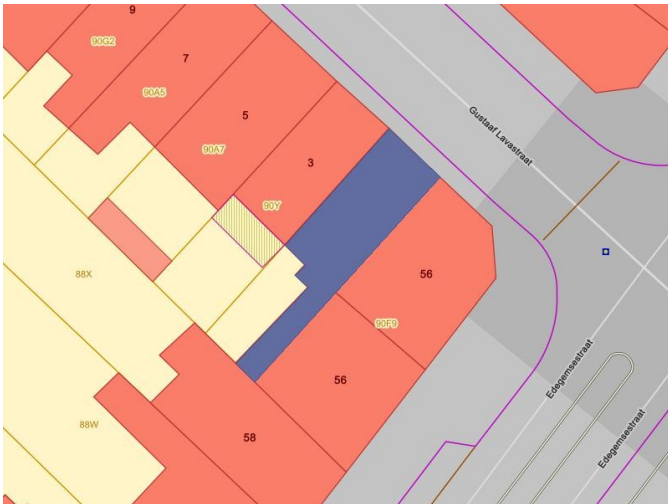 9
90G2
7
90A5
5
90A7
3
90Y
Gustaaf Lavastraat
88X
56
90F9
56
Edegemsestraat
88W
58
Edegemsestraat